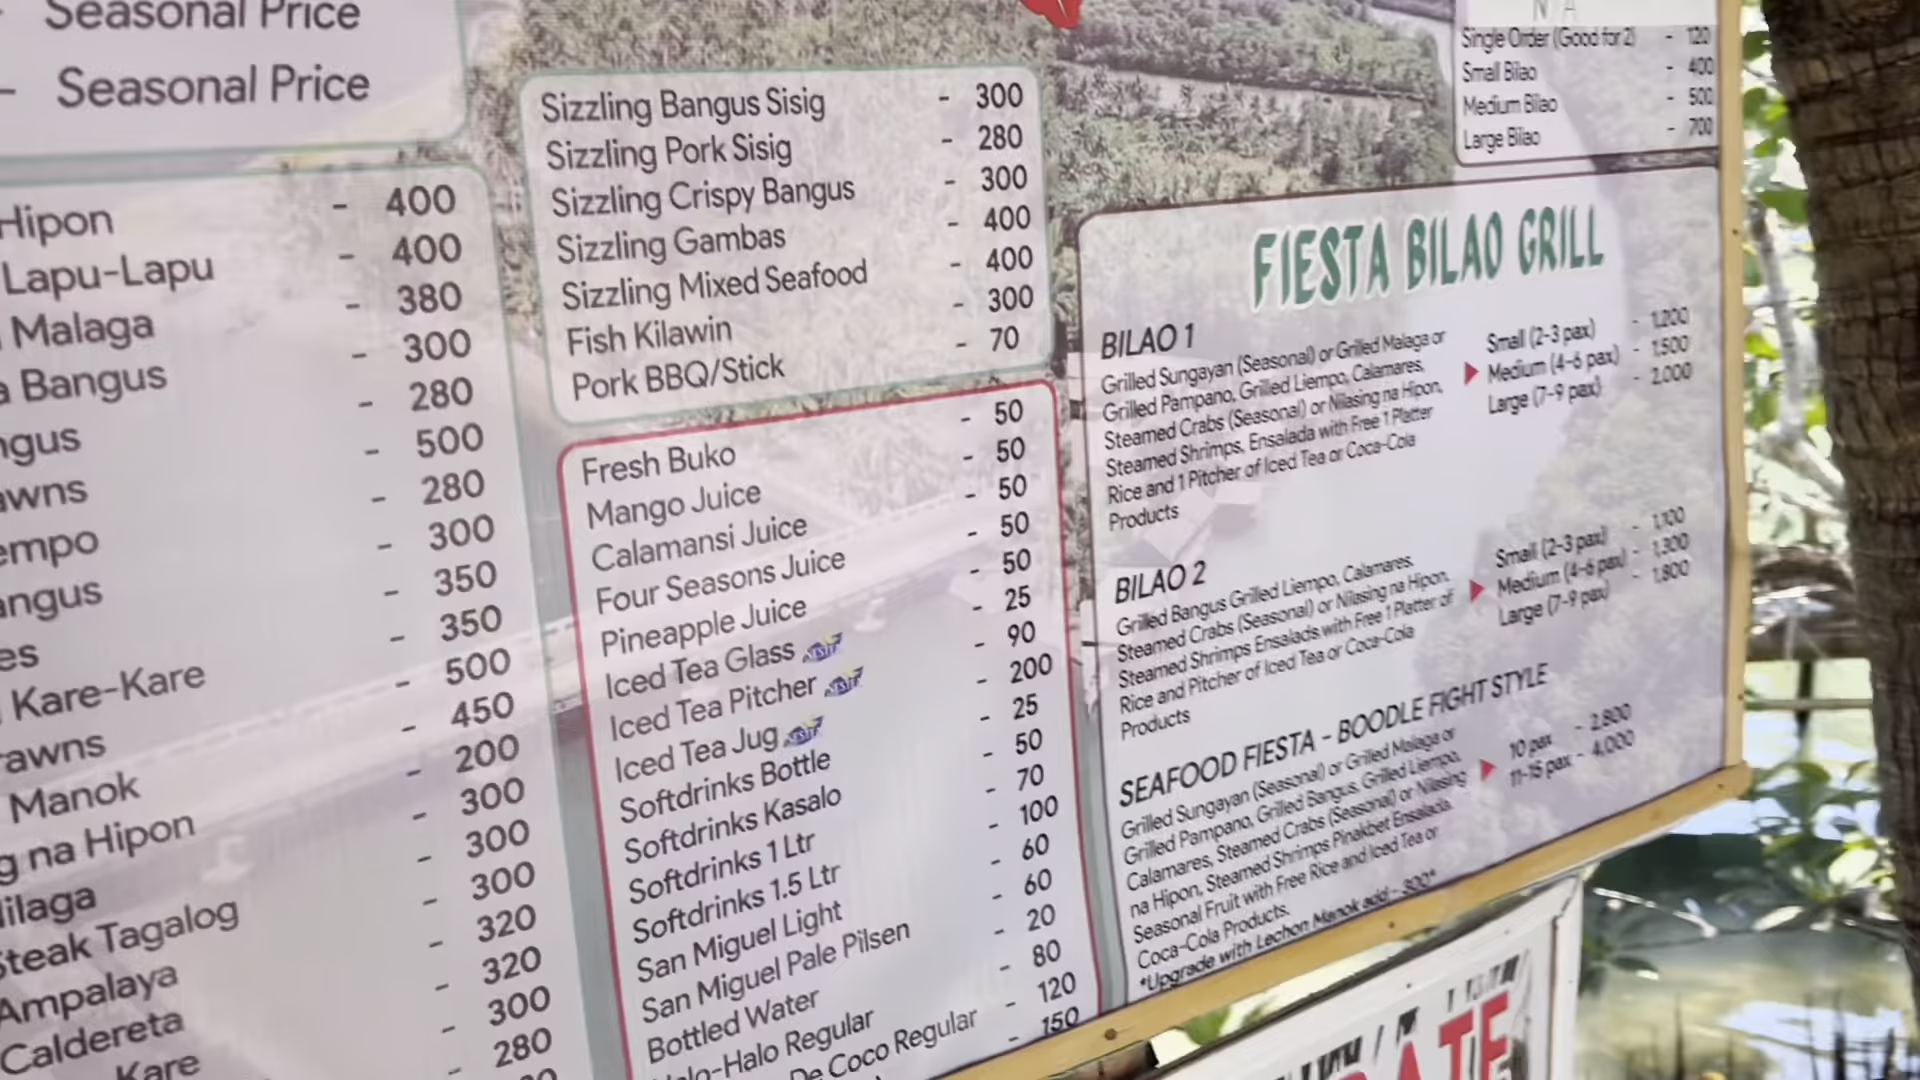 Seasonal Price
- Seasonal Price
Hipon - 400
Lapu-Lapu - 400
Malaga - 380
Bangus - 300
ngus - 280
wns - 500
empo - 280
angus - 300
es - 350
Kare-Kare - 350
rawns - 500
Manok - 450
g na Hipon - 200
ilaga - 300
Steak Tagalog - 300
Ampalaya - 300
Caldereta - 320
Kare - 320
- 300
- 280
Sizzling Bangus Sisig - 300
Sizzling Pork Sisig - 280
Sizzling Crispy Bangus - 300
Sizzling Gambas - 400
Sizzling Mixed Seafood - 400
Fish Kilawin - 300
Pork BBQ/Stick - 70
Fresh Buko - 50
Mango Juice - 50
Calamansi Juice - 50
Four Seasons Juice - 50
Pineapple Juice - 50
Iced Tea Glass - 25
Iced Tea Pitcher - 90
Iced Tea Jug - 200
Softdrinks Bottle - 25
Softdrinks Kasalo - 50
Softdrinks 1 Ltr - 70
Softdrinks 1.5 Ltr - 100
San Miguel Light - 60
San Miguel Pale Pilsen - 60
Bottled Water - 20
alo-Halo Regular - 80
De Coco Regular - 120
- 150
Single Order (Good for 2) - 120
Small Bilao - 400
Medium Bilao - 500
Large Bilao - 700
FIESTA BILAO GRILL
BILAO 1
Grilled Sungayan (Seasonal) or Grilled Malaga or
Grilled Pampano, Grilled Liempo, Calamares,
Steamed Crabs (Seasonal) or Nilasing na Hipon,
Steamed Shrimps, Ensalada with Free 1 Platter
Rice and 1 Pitcher of Iced Tea or Coca-Cola
Products
Small (2-3 pax) - 1,200
Medium (4-6 pax) - 1,500
Large (7-9 pax) - 2,000
BILAO 2
Grilled Bangus Grilled Liempo, Calamares.
Steamed Crabs (Seasonal) or Nilasing na Hipon,
Steamed Shrimps Ensalads with Free 1 Platter of
Rice and Pitcher of Iced Tea or Coca-Cola
Products
Small (2-3 pax) - 1,100
Medium (4-6 pax) - 1,300
Large (7-9 pax) - 1,800
SEAFOOD FIESTA - BOODLE FIGHT STYLE
Grilled Sungayan (Seasonal) or Grilled Malaga or
Grilled Pampano, Grilled Bangus, Grilled Liempo,
Calamares, Steamed Crabs (Seasonal) or Nilasing
na Hipon, Steamed Shrimps Pinakbet Ensalada.
Seasonal Fruit with Free Rice and Iced Tea or
Coca-Cola Products.
*Upgrade with Lechon Manok add - 300*
10 pax - 2,800
11-15 pax - 4,000